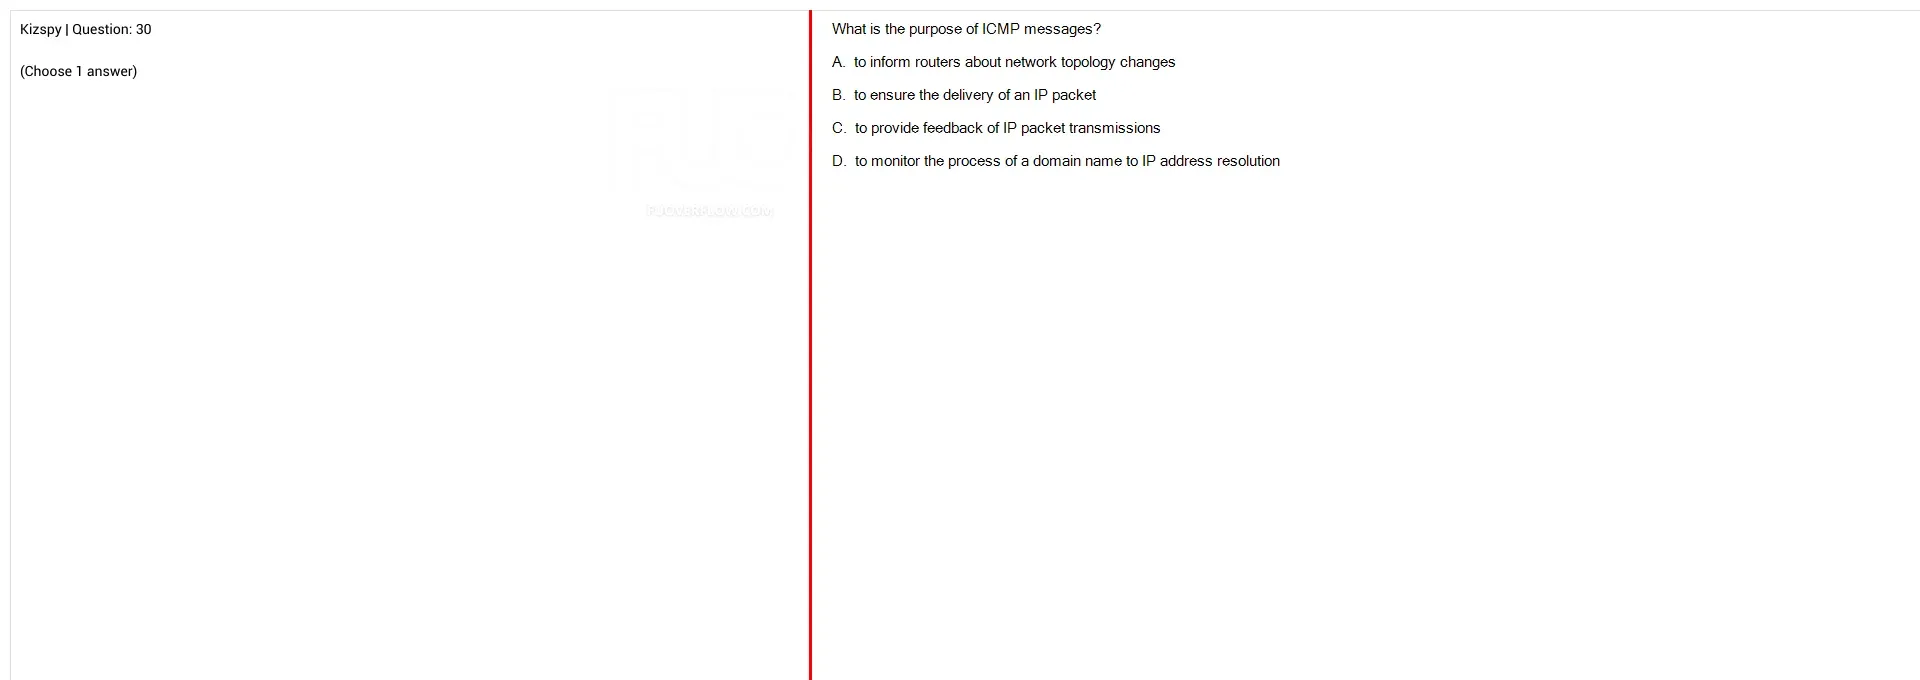 Kizspy | Question: 30
(Choose 1 answer)
What is the purpose of ICMP messages?
A. to inform routers about network topology changes
B. to ensure the delivery of an IP packet
C. to provide feedback of IP packet transmissions
D. to monitor the process of a domain name to IP address resolution
FUOVERFLOW.COM